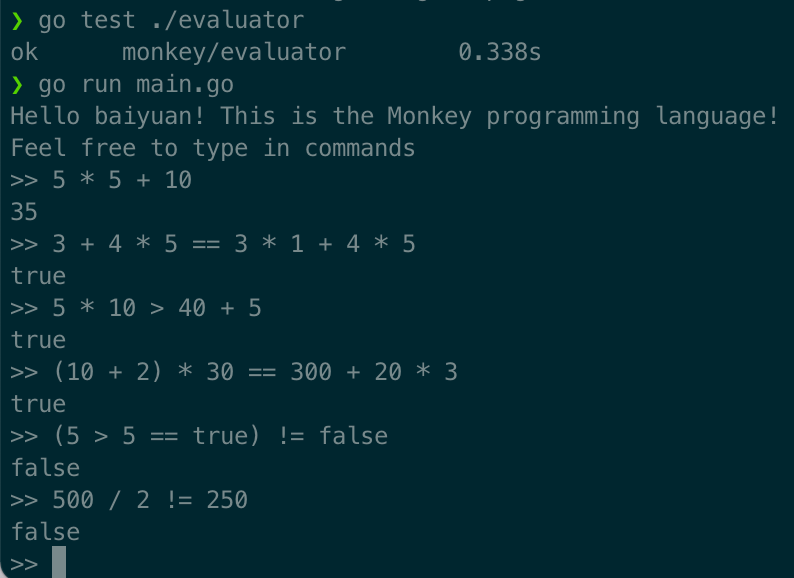 ❯ go test ./evaluator
ok      monkey/evaluator        0.338s
❯ go run main.go
Hello baiyuan! This is the Monkey programming language!
Feel free to type in commands
>> 5 * 5 + 10
35
>> 3 + 4 * 5 == 3 * 1 + 4 * 5
true
>> 5 * 10 > 40 + 5
true
>> (10 + 2) * 30 == 300 + 20 * 3
true
>> (5 > 5 == true) != false
false
>> 500 / 2 != 250
false
>>